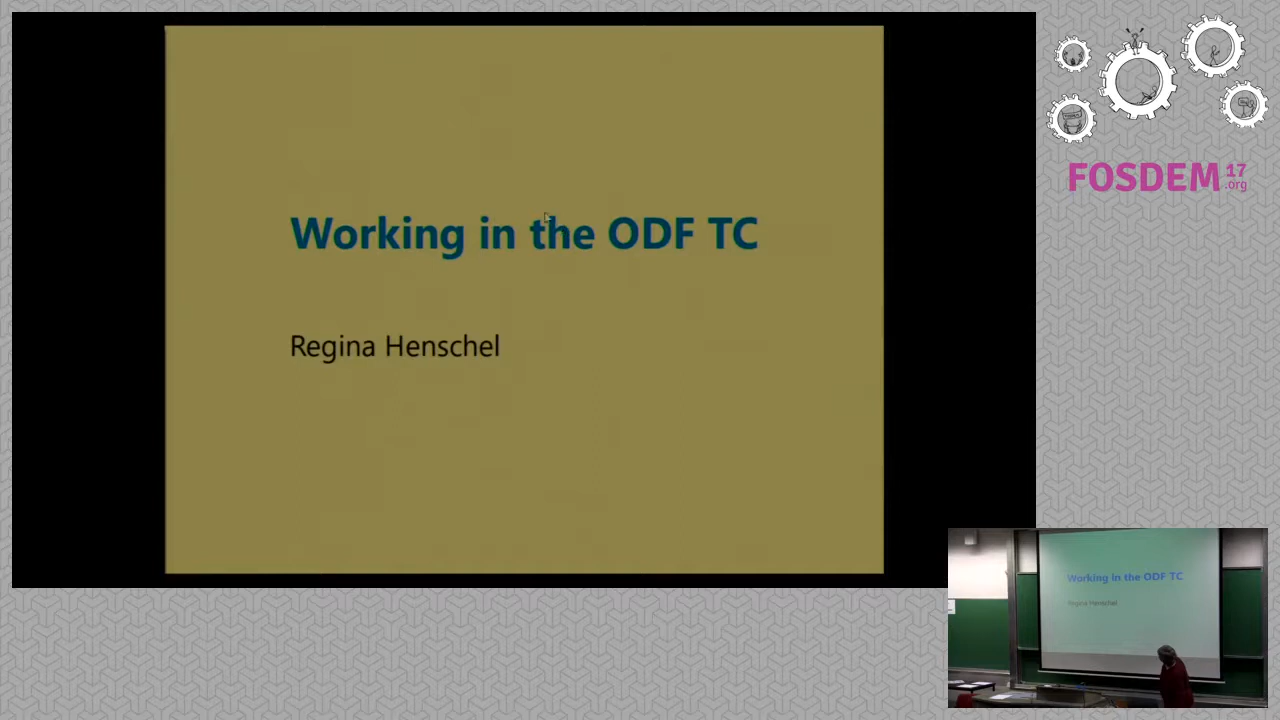 Working in the ODF TC
Regina Henschel
FOSDEM 17
.org
Working in the ODF TC
Regina Henschel